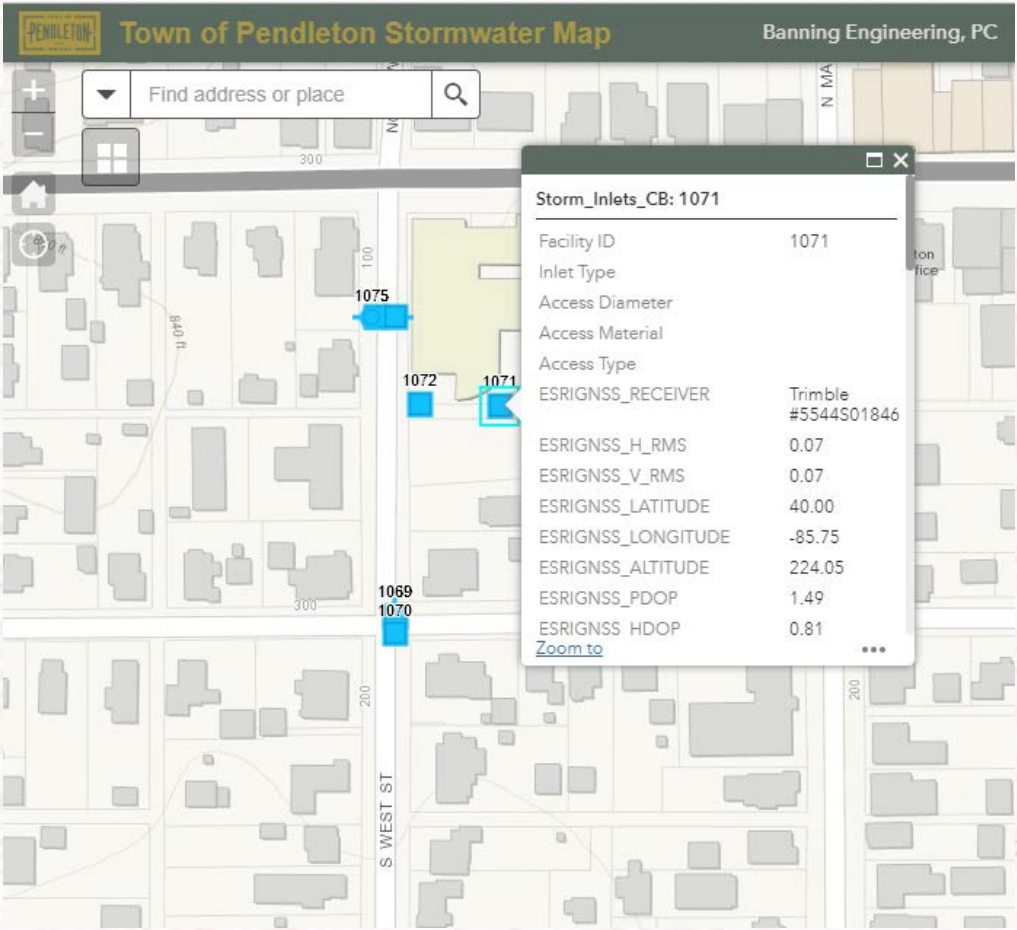 PENDLETON
Town of Pendleton Stormwater Map
Banning Engineering, PC
Find address or place
N MA
300
Storm_Inlets_CB: 1071
Facility ID 1071
Inlet Type
Access Diameter
Access Material
Access Type
ESRIGNSS_RECEIVER Trimble
#5544S01846
ESRIGNSS_H_RMS 0.07
ESRIGNSS_V_RMS 0.07
ESRIGNSS_LATITUDE 40.00
ESRIGNSS_LONGITUDE -85.75
ESRIGNSS_ALTITUDE 224.05
ESRIGNSS_PDOP 1.49
ESRIGNSS_HDOP 0.81
Zoom to
100
1075
840 ft
1072
1071
ton
fice
1069
300
1070
200
200
S WEST ST